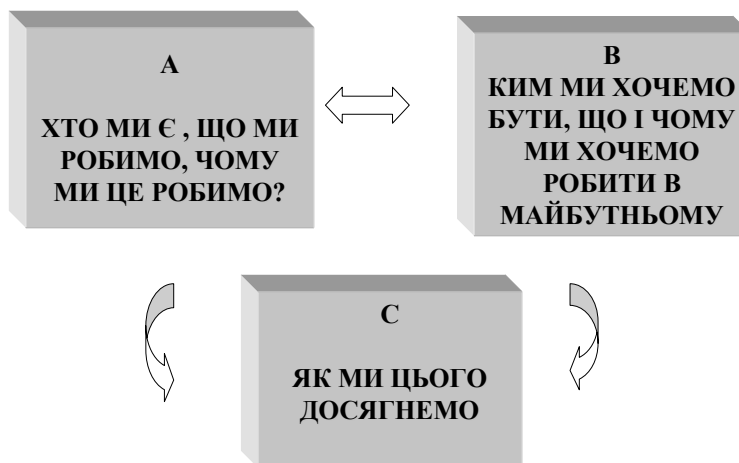 А
ХТО МИ Є , ЩО МИ
РОБИМО, ЧОМУ
МИ ЦЕ РОБИМО?
В
КИМ МИ ХОЧЕМО
БУТИ, ЩО І ЧОМУ
МИ ХОЧЕМО
РОБИТИ В
МАЙБУТНЬОМУ
С
ЯК МИ ЦЬОГО
ДОСЯГНЕМО